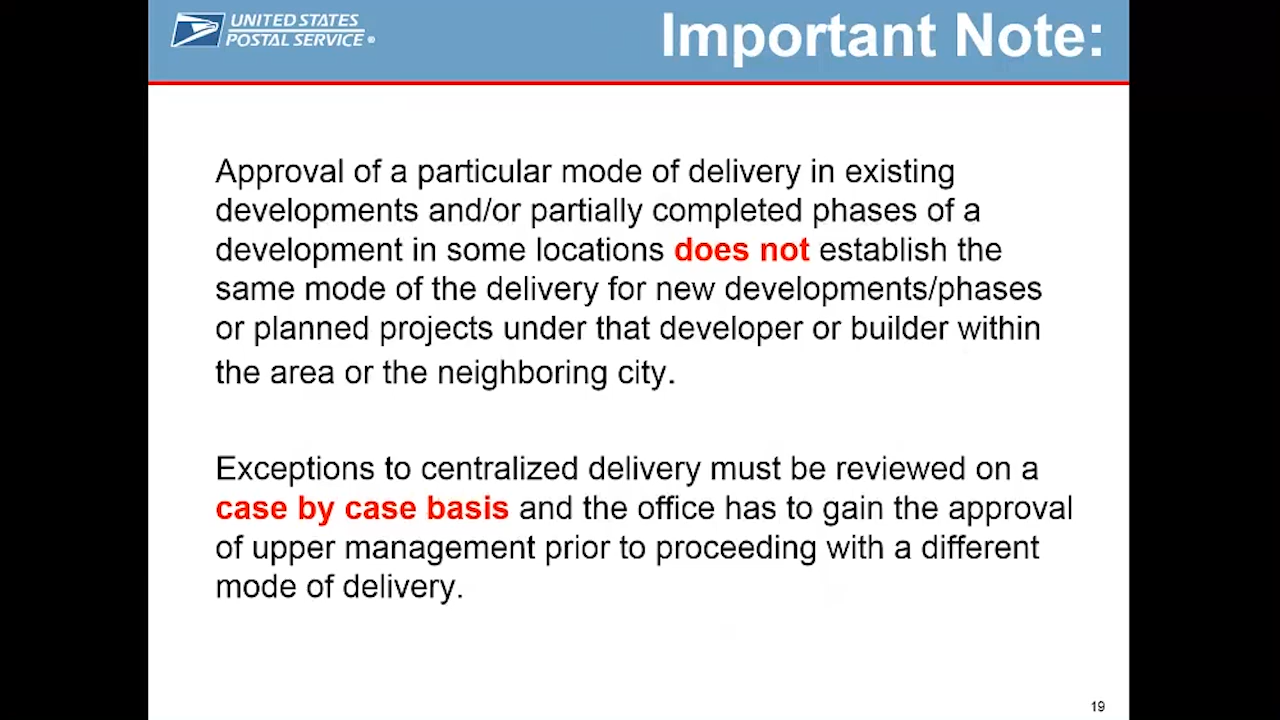 UNITED STATES
POSTAL SERVICE®
Important Note:
Approval of a particular mode of delivery in existing
developments and/or partially completed phases of a
development in some locations does not establish the
same mode of the delivery for new developments/phases
or planned projects under that developer or builder within
the area or the neighboring city.
Exceptions to centralized delivery must be reviewed on a
case by case basis and the office has to gain the approval
of upper management prior to proceeding with a different
mode of delivery.
19